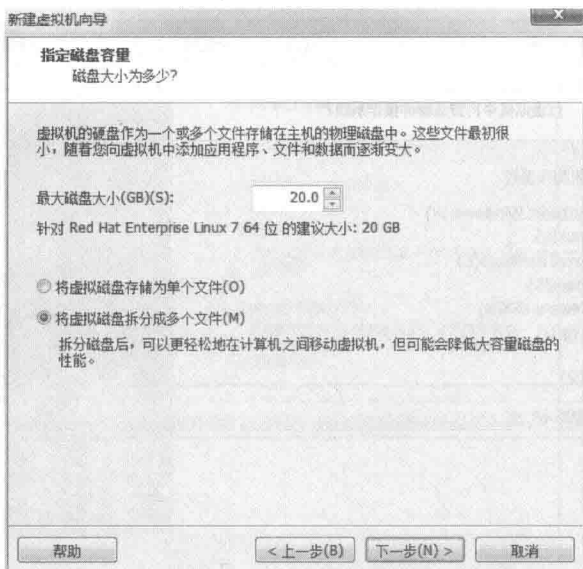 新建虚拟机向导
指定磁盘容量
磁盘大小为多少?
虚拟机的硬盘作为一个或多个文件存储在主机的物理磁盘中。这些文件最初很
小，随着您向虚拟机中添加应用程序、文件和数据而逐渐变大。
最大磁盘大小(GB)(S): 20.0
针对 Red Hat Enterprise Linux 7 64 位 的建议大小: 20 GB
将虚拟磁盘存储为单个文件(O)
将虚拟磁盘拆分成多个文件(M)
拆分磁盘后，可以更轻松地在计算机之间移动虚拟机，但可能会降低大容量磁盘的
性能。
帮助 < 上一步(B) 下一步(N) > 取消